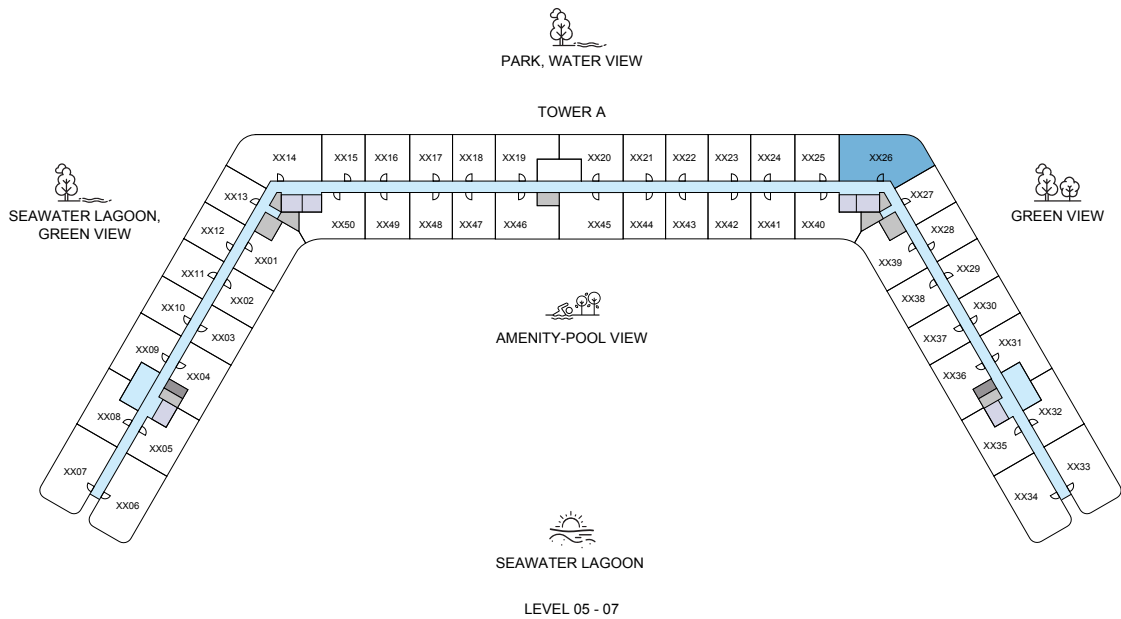 PARK, WATER VIEW
TOWER A
XX14 XX15 XX16 XX17 XX18 XX19 XX20 XX21 XX22 XX23 XX24 XX25 XX26
XX13
XX27
SEAWATER LAGOON,
GREEN VIEW
GREEN VIEW
XX50 XX49 XX48 XX47 XX46 XX45 XX44 XX43 XX42 XX41 XX40
XX12
XX28
XX01
XX39
XX11
XX29
XX02
XX38
XX10
XX30
XX03
XX37
AMENITY-POOL VIEW
XX09
XX31
XX04
XX36
XX08
XX32
XX05
XX35
XX07
XX33
XX06
XX34
SEAWATER LAGOON
LEVEL 05 - 07